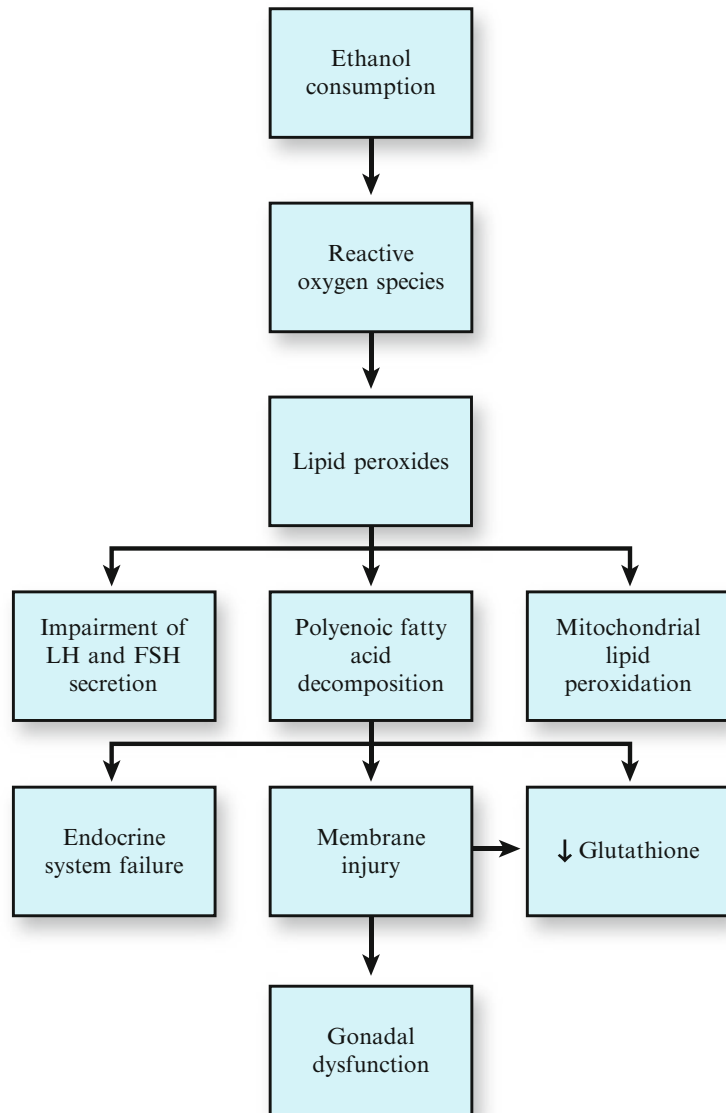 Ethanol
consumption
Reactive
oxygen species
Lipid peroxides
Impairment of
LH and FSH
secretion
Polyenoic fatty
acid
decomposition
Mitochondrial
lipid
peroxidation
Endocrine
system failure
Membrane
injury
↓ Glutathione
Gonadal
dysfunction